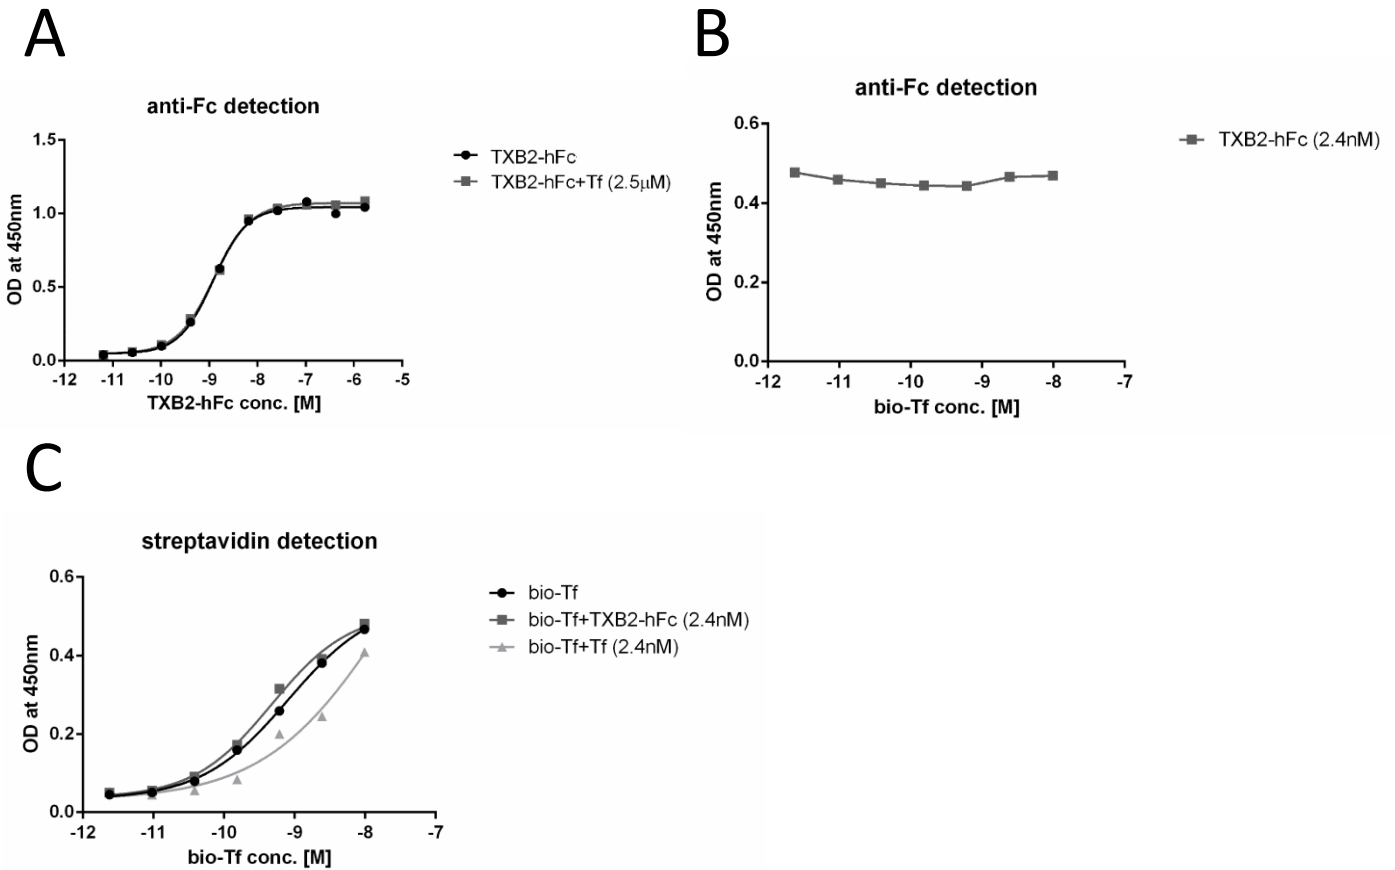 A
anti-Fc detection
1.5
1.0
0.5
0.0
OD at 450nm
-12 -11 -10 -9 -8 -7 -6 -5
TXB2-hFc conc. [M]
TXB2-hFc
TXB2-hFc+Tf (2.5µM)
B
anti-Fc detection
0.6
0.4
0.2
0.0
OD at 450nm
-12 -11 -10 -9 -8 -7
bio-Tf conc. [M]
TXB2-hFc (2.4nM)
C
streptavidin detection
0.6
0.4
0.2
0.0
OD at 450nm
-12 -11 -10 -9 -8 -7
bio-Tf conc. [M]
bio-Tf
bio-Tf+TXB2-hFc (2.4nM)
bio-Tf+Tf (2.4nM)